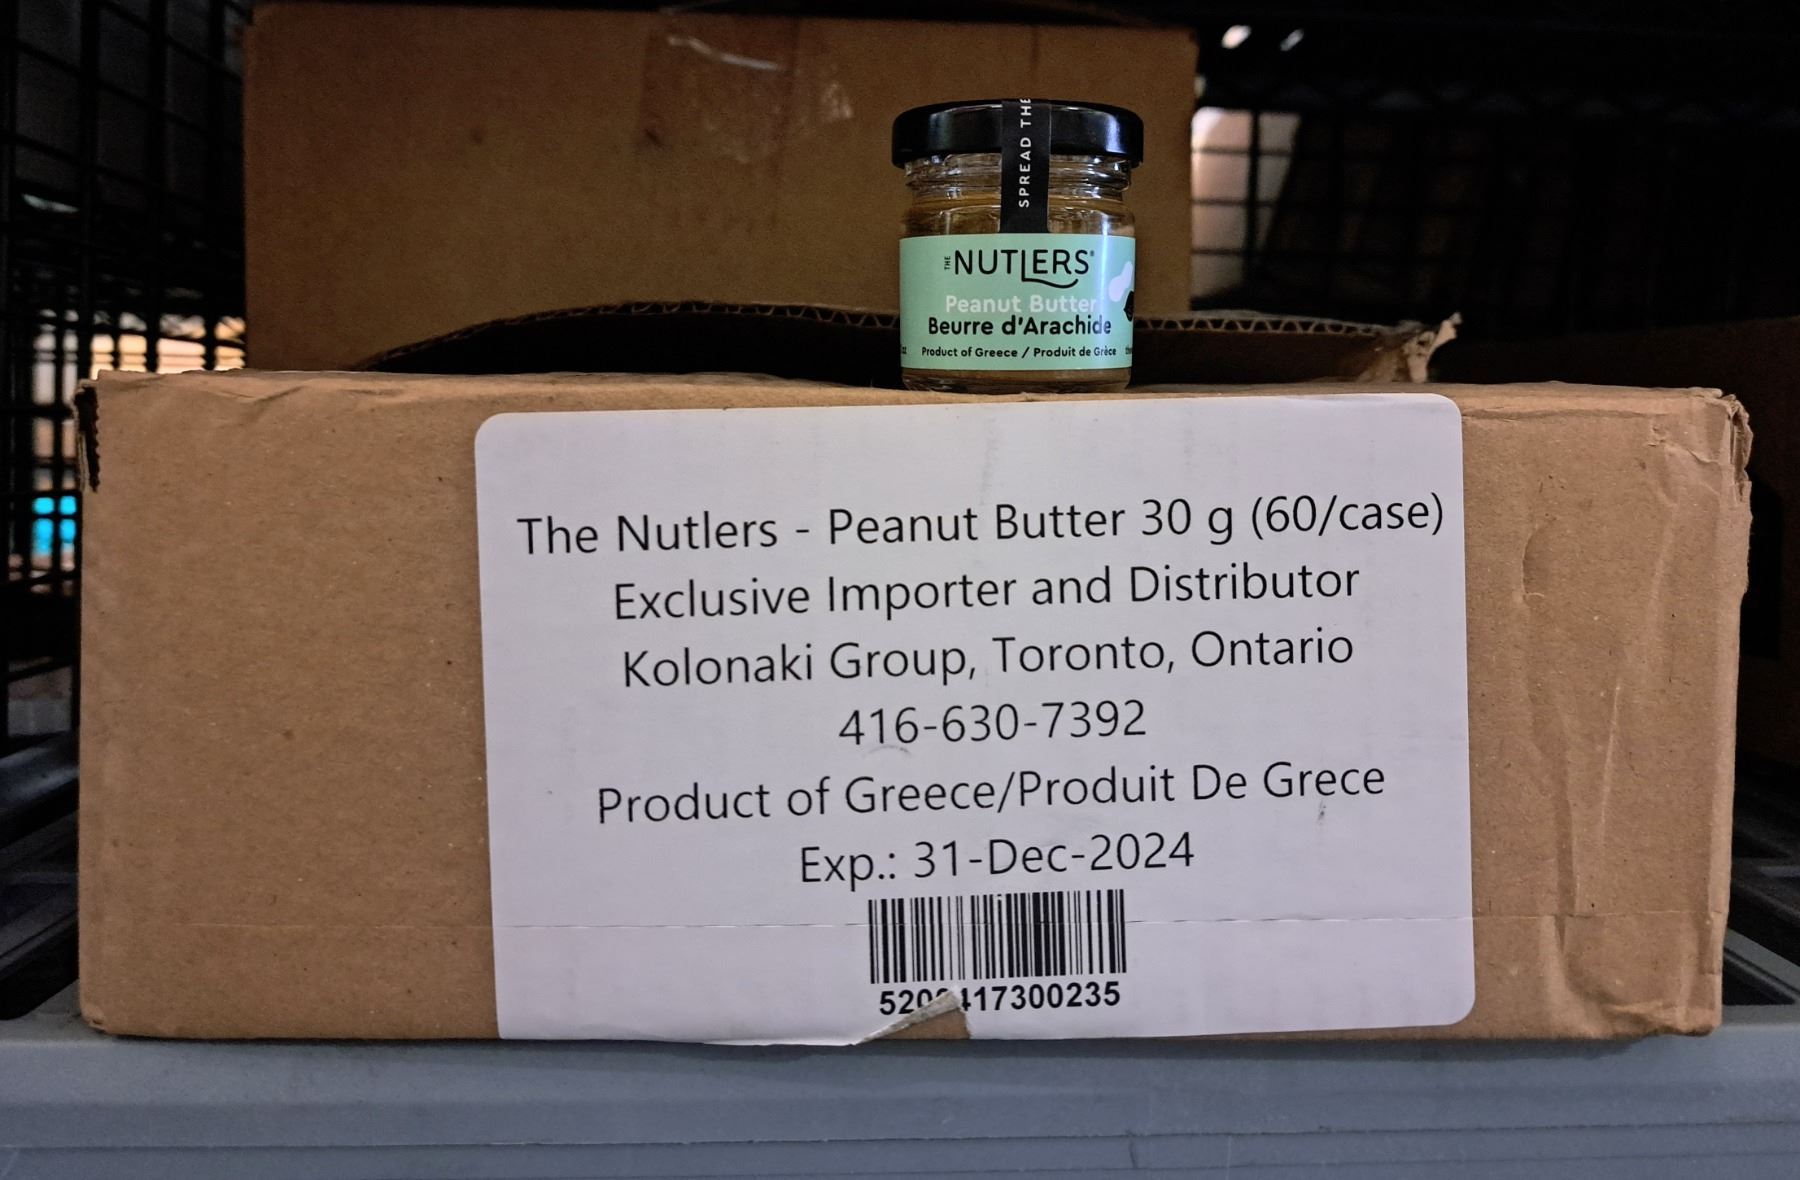 SPREAD THE
THE NUTLERS®
Peanut Butter
Beurre d'Arachide
Product of Greece / Produit de Grèce
The Nutlers - Peanut Butter 30 g (60/case)
Exclusive Importer and Distributor
Kolonaki Group, Toronto, Ontario
416-630-7392
Product of Greece/Produit De Grece
Exp.: 31-Dec-2024